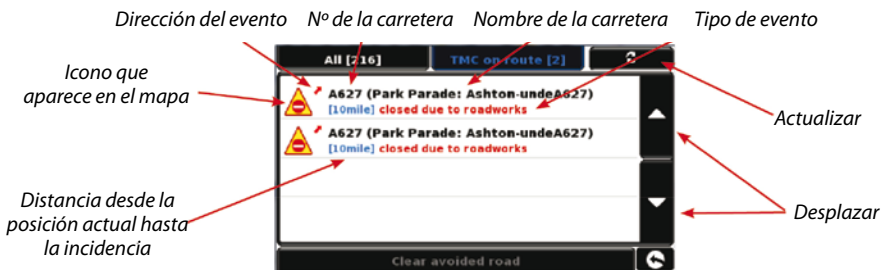 Dirección del evento
Nº de la carretera
Nombre de la carretera
Tipo de evento
Icono que
aparece en el mapa
All [216]
TMC on route [2]
A627 (Park Parade: Ashton-undeA627)
[10mile] closed due to roadworks
A627 (Park Parade: Ashton-undeA627)
[10mile] closed due to roadworks
Actualizar
Distancia desde la
posición actual hasta
la incidencia
Desplazar
Clear avoided road